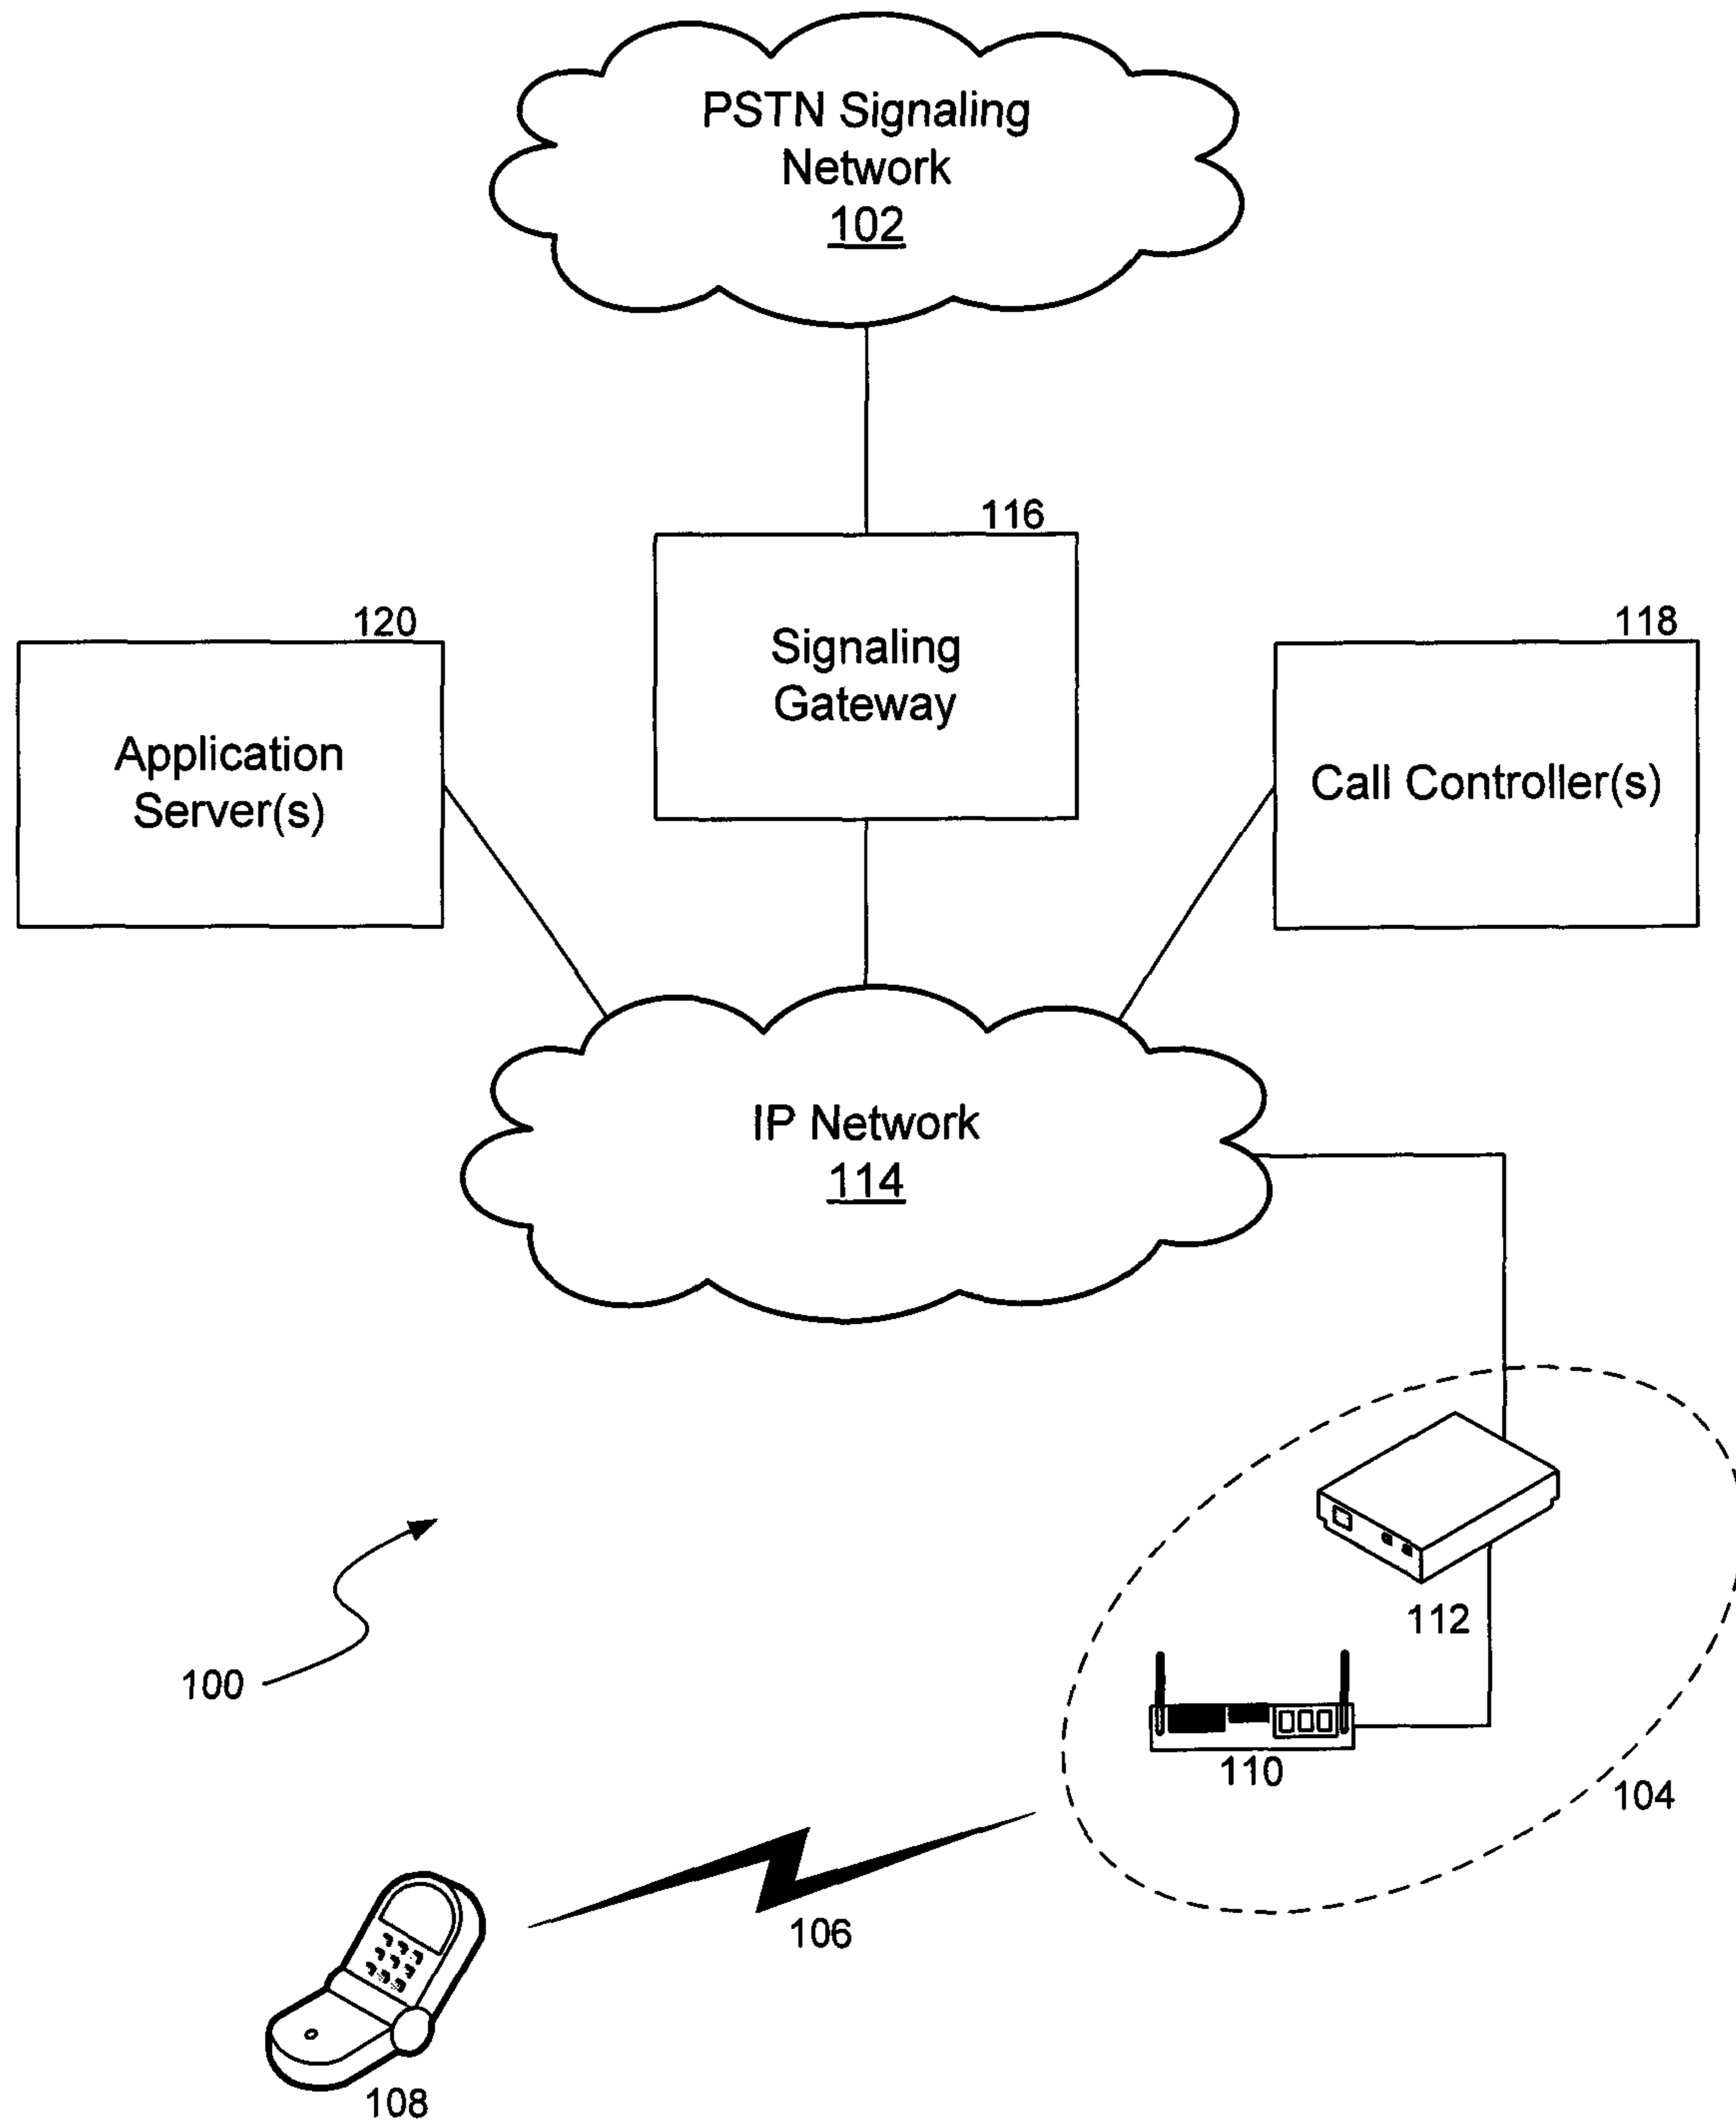 PSTN Signaling
Network
102
116
Signaling
Gateway
120
Application
Server(s)
118
Call Controller(s)
IP Network
114
112
100
110
104
106
108